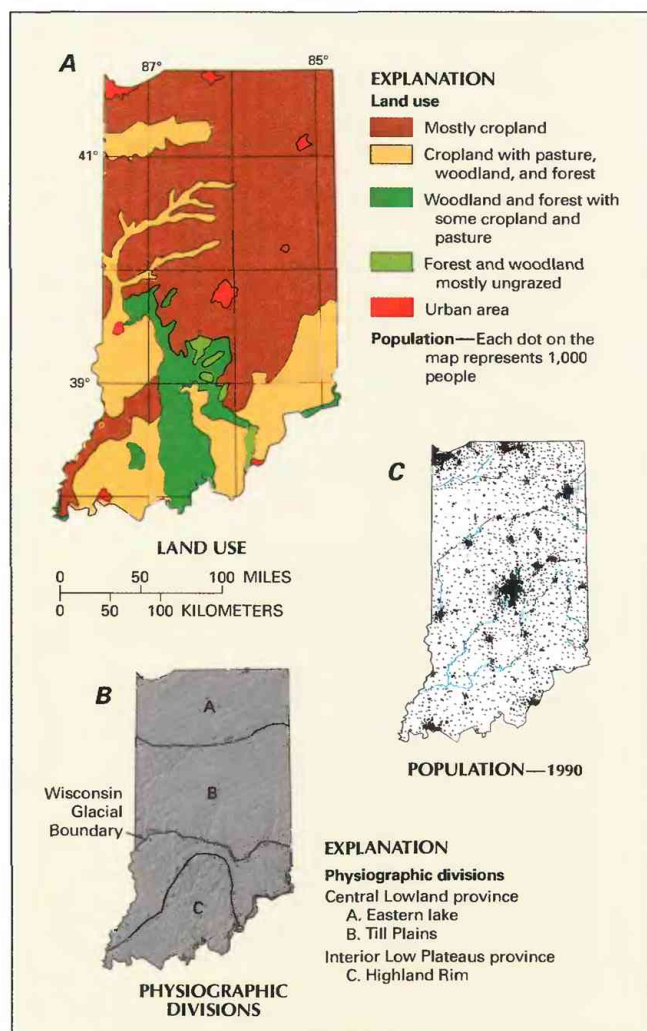 A
87°
85°
41°
39°
LAND USE
0 50 100 MILES
0 50 100 KILOMETERS
EXPLANATION
Land use
Mostly cropland
Cropland with pasture,
woodland, and forest
Woodland and forest with
some cropland and
pasture
Forest and woodland
mostly ungrazed
Urban area
Population—Each dot on the
map represents 1,000
people
C
POPULATION—1990
B
A
B
C
Wisconsin
Glacial
Boundary
PHYSIOGRAPHIC
DIVISIONS
EXPLANATION
Physiographic divisions
Central Lowland province
A. Eastern lake
B. Till Plains
Interior Low Plateaus province
C. Highland Rim